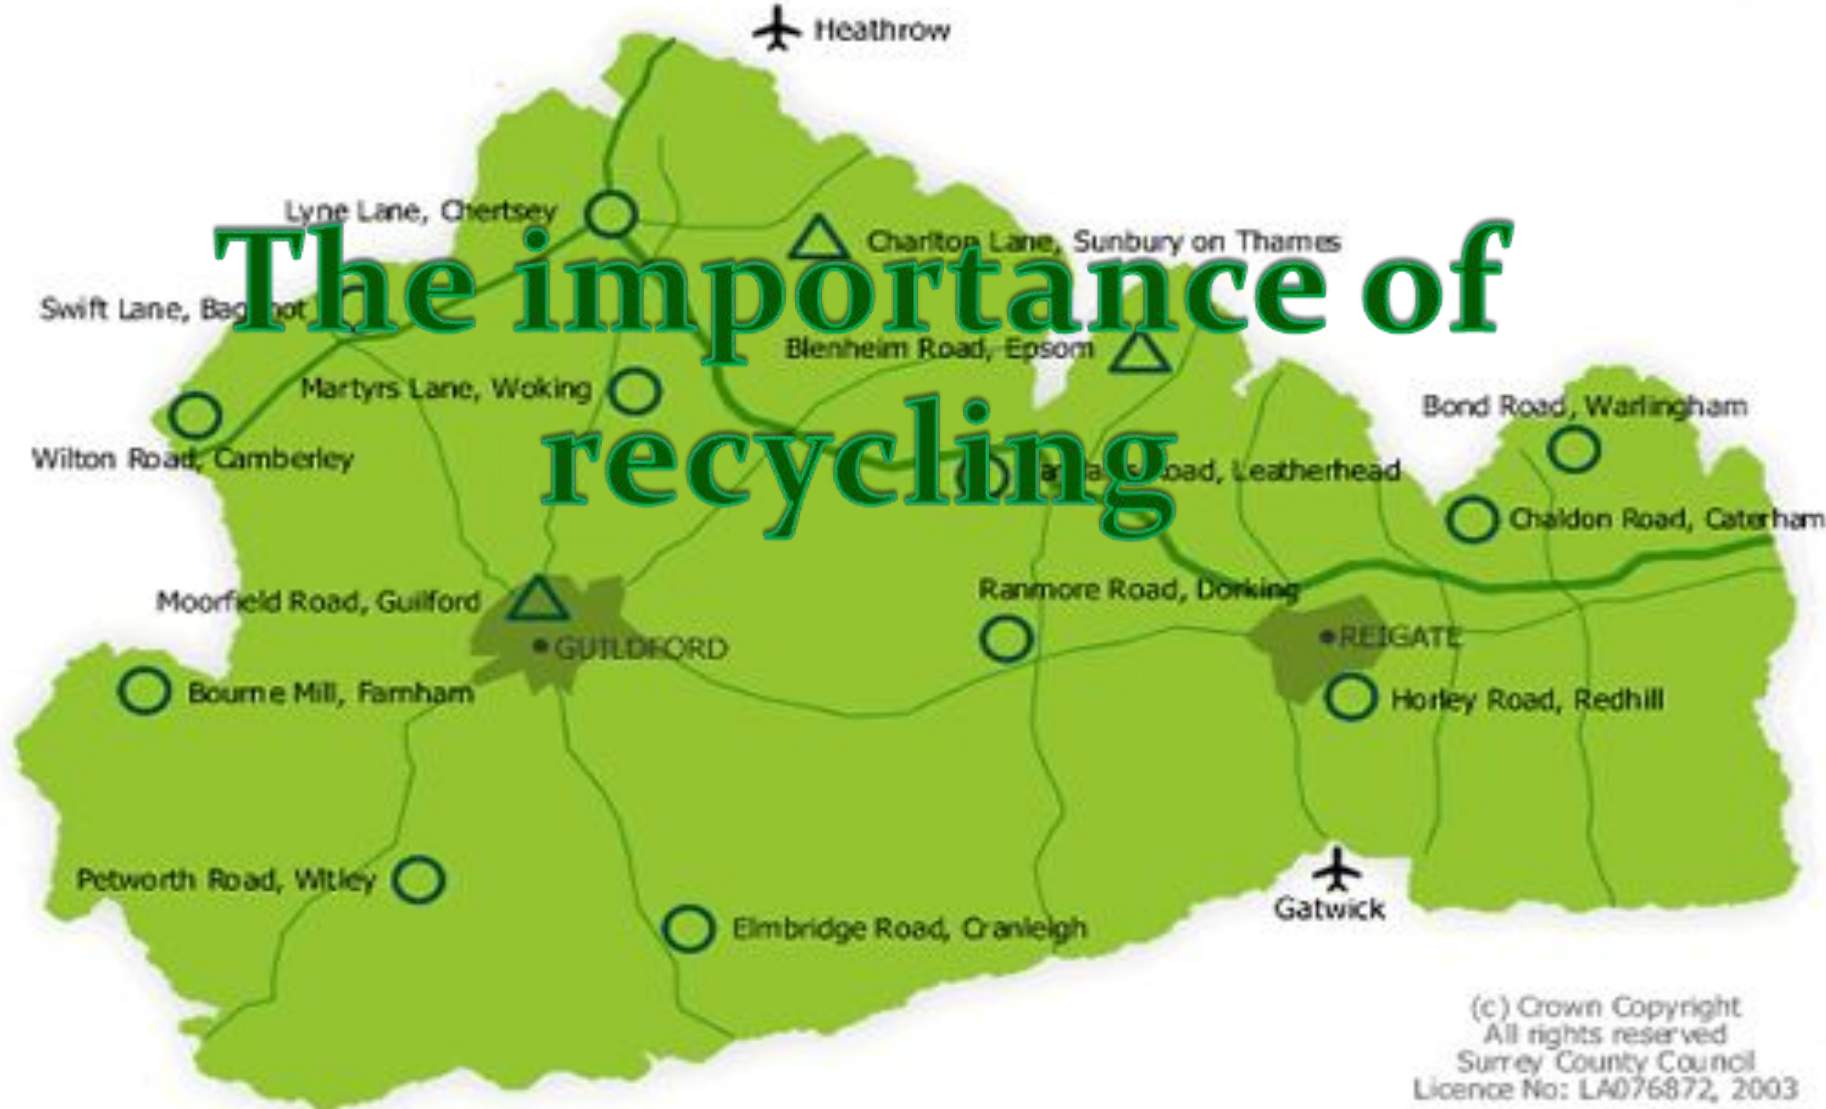 Heathrow
Lyne Lane, Chertsey
Charlton Lane, Sunbury on Thames
The importance of
Swift Lane,
Blenheim Road, Epsom
Martyrs Lane, Woking
recycling
Bond Road, Warlingham
Wilton Road, Camberley
Road, Leatherhead
Chaldon Road, Caterham
Ranmore Road, Dorking
Moorfield Road, Guilford
GUILDFORD
REIGATE
Bourne Mill, Farnham
Horley Road, Redhill
Petworth Road, Witley
Gatwick
Elmbridge Road, Cranleigh
(c) Crown Copyright
All rights reserved
Surrey County Council
Licence No: LA076872, 2003